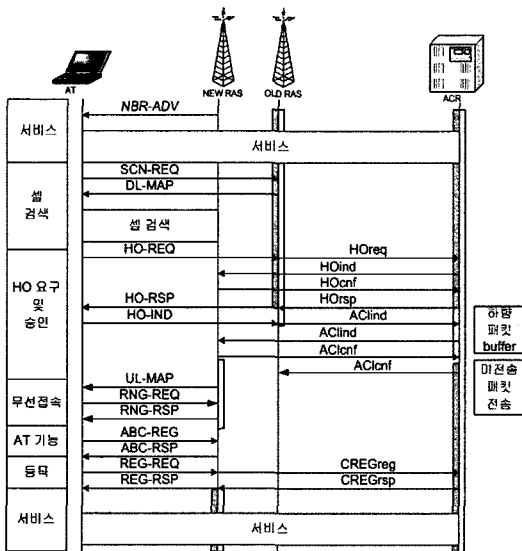 AT
NEW RAS
OLD RAS
ACR
NBR-ADV
서비스
서비스
SCN-REQ
DL-MAP
셀
검색
셀 검색
HO-REQ
HOreq
HOind
HOcnf
HO-RSP
HOrsp
HO 요구
및
승인
HO-IND
ACIind
하향
패킷
buffer
ACIind
ACIcnf
ACIcnf
미전송
패킷
전송
UL-MAP
무선접속
RNG-REQ
RNG-RSP
AT 기능
ABC-REG
ABC-RSP
등록
REG-REQ
CREGreg
REG-RSP
CREGrsp
서비스
서비스